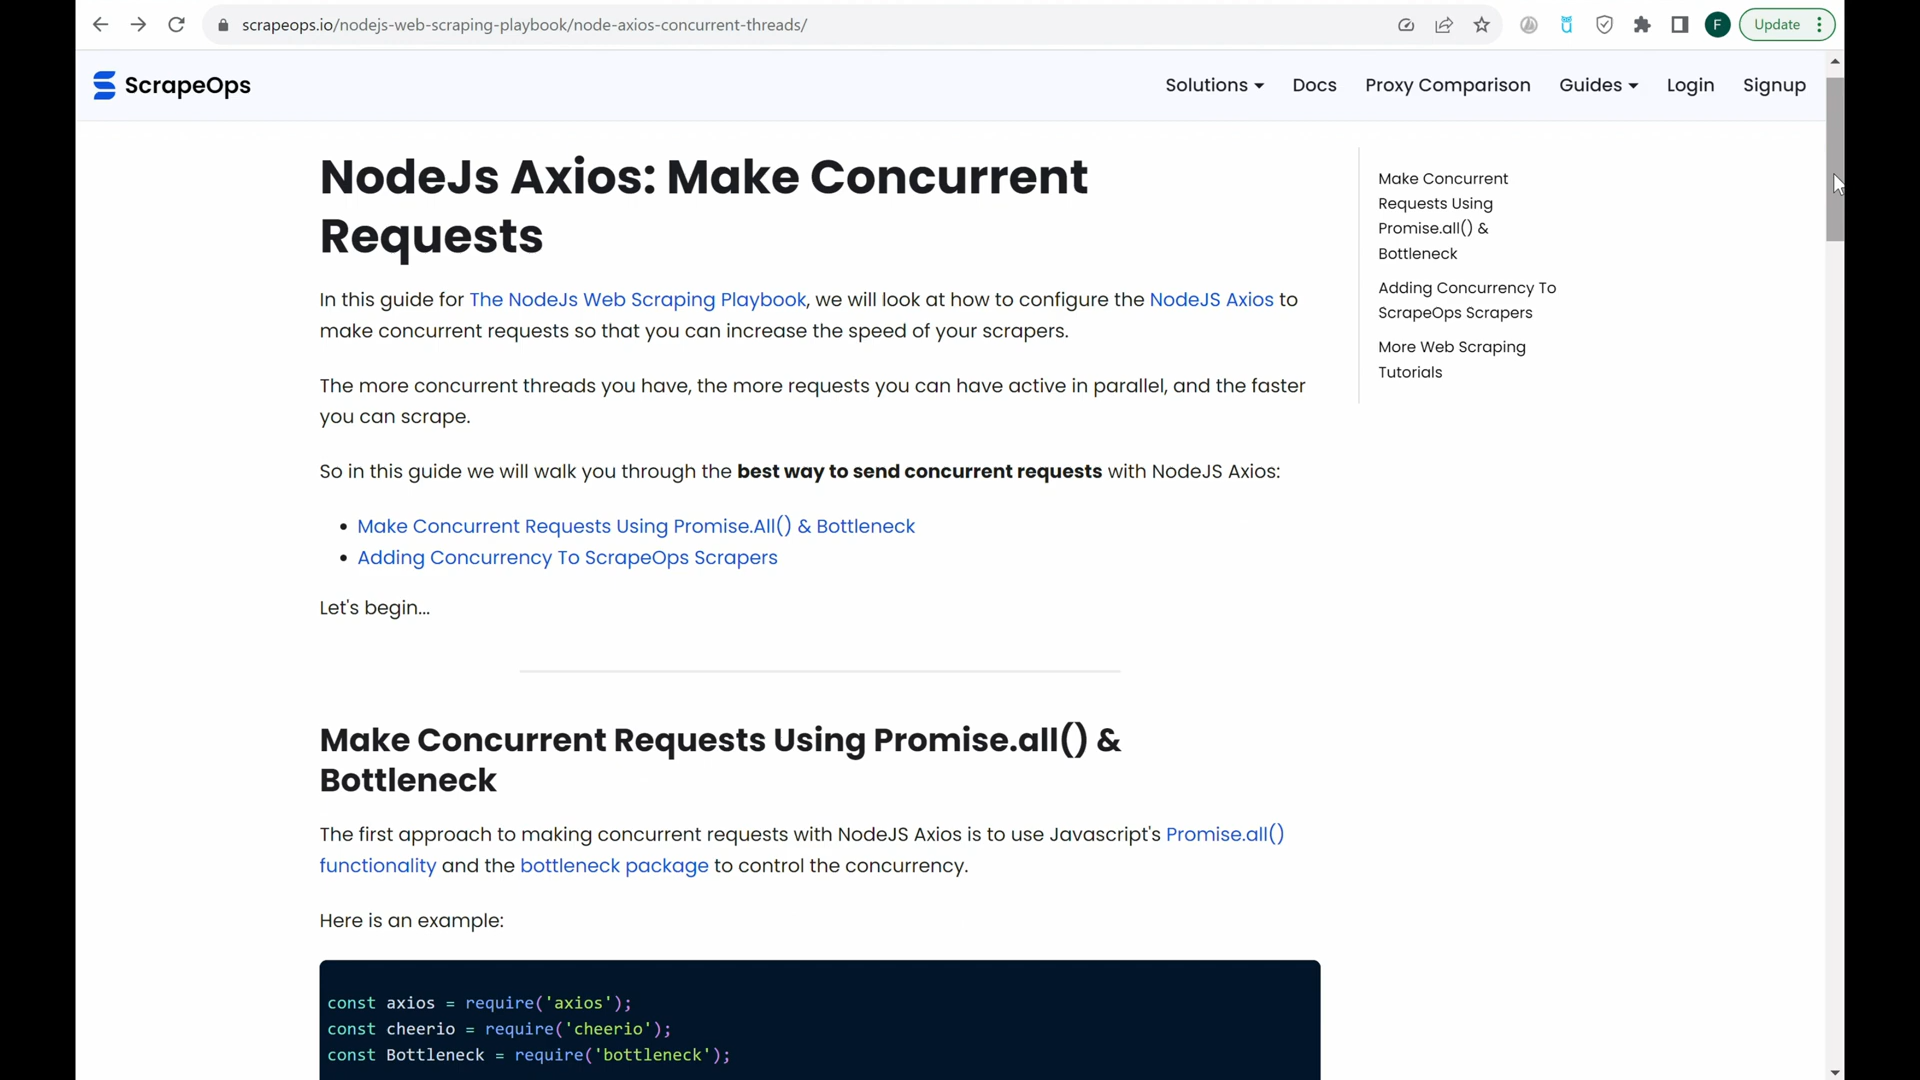 scrapeops.io/nodejs-web-scraping-playbook/node-axios-concurrent-threads/
F
Update
ScrapeOps
Solutions
Docs
Proxy Comparison
Guides
Login
Signup
NodeJs Axios: Make Concurrent
Requests
In this guide for The NodeJs Web Scraping Playbook, we will look at how to configure the NodeJS Axios to
make concurrent requests so that you can increase the speed of your scrapers.
The more concurrent threads you have, the more requests you can have active in parallel, and the faster
you can scrape.
So in this guide we will walk you through the best way to send concurrent requests with NodeJS Axios:
• Make Concurrent Requests Using Promise.All() & Bottleneck
• Adding Concurrency To ScrapeOps Scrapers
Let's begin...
Make Concurrent Requests Using Promise.all() &
Bottleneck
The first approach to making concurrent requests with NodeJS Axios is to use Javascript's Promise.all()
functionality and the bottleneck package to control the concurrency.
Here is an example:
const axios = require('axios');
const cheerio = require('cheerio');
const Bottleneck = require('bottleneck');
Make Concurrent
Requests Using
Promise.all() &
Bottleneck
Adding Concurrency To
ScrapeOps Scrapers
More Web Scraping
Tutorials